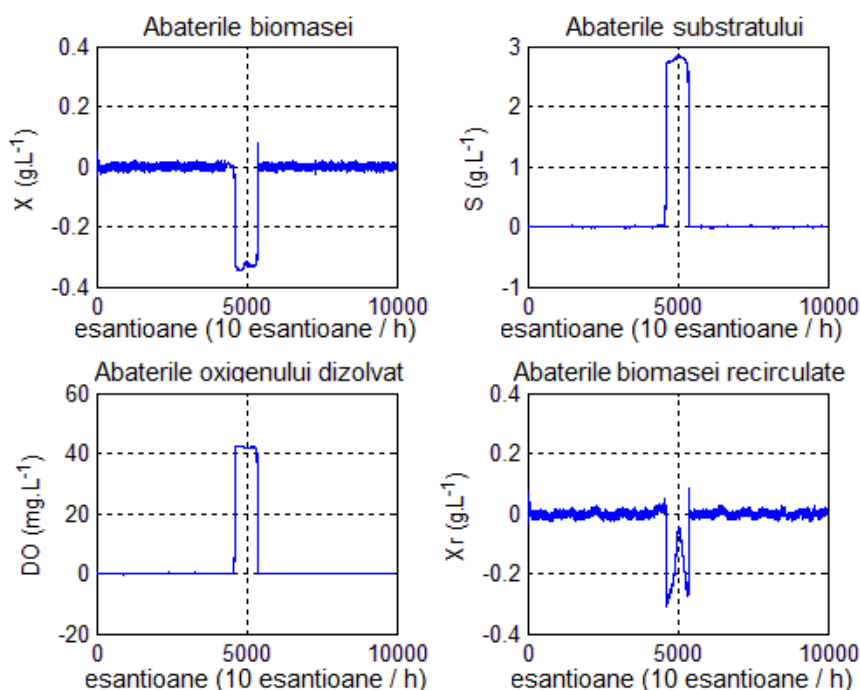 Abaterile biomasei
0.4
0.2
0
-0.2
-0.4
X (g.L-1)
0 5000 10000
esantioane (10 esantioane / h)
Abaterile substratului
3
2
1
0
-1
S (g.L-1)
0 5000 10000
esantioane (10 esantioane / h)
Abaterile oxigenului dizolvat
60
40
20
0
-20
DO (mg.L-1)
0 5000 10000
esantioane (10 esantioane / h)
Abaterile biomasei recirculate
0.4
0.2
0
-0.2
-0.4
Xr (g.L-1)
0 5000 10000
esantioane (10 esantioane / h)